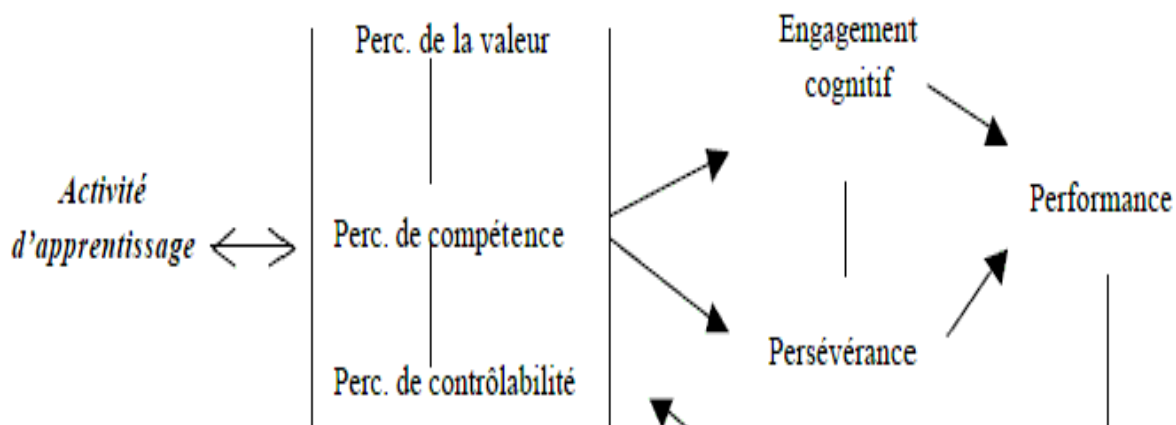 Activité
d'apprentissage
Perc. de la valeur
Perc. de compétence
Perc. de contrôlabilité
Engagement
cognitif
Persévérance
Performance